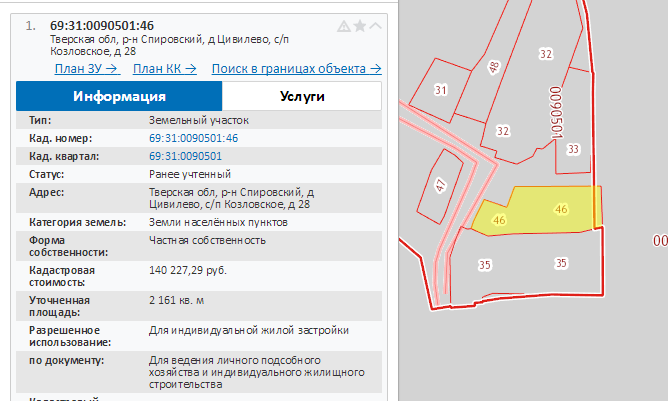 1. 69:31:0090501:46
Тверская обл, р-н Спировский, д Цивилево, с/п
Козловское, д 28
План ЗУ → План КК → Поиск в границах объекта →
Информация Услуги
Тип: Земельный участок
Кад. номер: 69:31:0090501:46
Кад. квартал: 69:31:0090501
Статус: Ранее учтенный
Адрес: Тверская обл, р-н Спировский, д
Цивилево, с/п Козловское, д 28
Категория земель: Земли населённых пунктов
Форма
собственности: Частная собственность
Кадастровая
стоимость: 140 227,29 руб.
Уточненная
площадь: 2 161 кв. м
Разрешенное
использование: Для индивидуальной жилой застройки
по документу: Для ведения личного подсобного
хозяйства и индивидуального жилищного
строительства
32
48
31
0090501
32
33
47
46
46
35
35
00